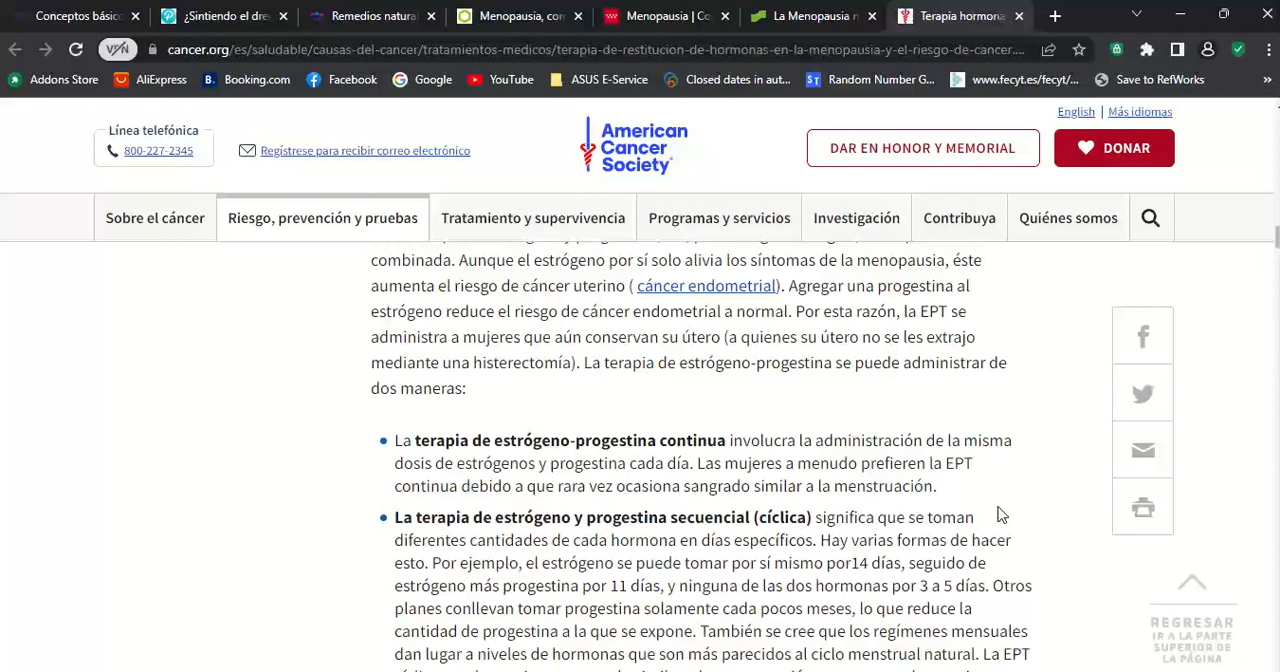 Conceptos básic
¿Sintiendo el dre
Remedios natura
Menopausia, con
Menopausia | Co
La Menopausia n
Terapia hormona
VPN
cancer.org/es/saludable/causas-del-cancer/tratamientos-medicos/terapia-de-restitucion-de-hormonas-en-la-menopausia-y-el-riesgo-de-cancer....
Addons Store
AliExpress
B.
Booking.com
Facebook
Google
YouTube
ASUS E-Service
Closed dates in aut...
ST
Random Number G...
www.fecyt.es/fecyt/...
Save to RefWorks
»
English | Más idiomas
Línea telefónica
800-227-2345
Regístrese para recibir correo electrónico
American
Cancer
Society
DAR EN HONOR Y MEMORIAL
DONAR
Sobre el cáncer
Riesgo, prevención y pruebas
Tratamiento y supervivencia
Programas y servicios
Investigación
Contribuya
Quiénes somos
combinada. Aunque el estrógeno por sí solo alivia los síntomas de la menopausia, éste
aumenta el riesgo de cáncer uterino ( cáncer endometrial). Agregar una progestina al
estrógeno reduce el riesgo de cáncer endometrial a normal. Por esta razón, la EPT se
administra a mujeres que aún conservan su útero (a quienes su útero no se les extrajo
mediante una histerectomía). La terapia de estrógeno-progestina se puede administrar de
dos maneras:
La terapia de estrógeno-progestina continua involucra la administración de la misma
dosis de estrógenos y progestina cada día. Las mujeres a menudo prefieren la EPT
continua debido a que rara vez ocasiona sangrado similar a la menstruación.
La terapia de estrógeno y progestina secuencial (cíclica) significa que se toman
diferentes cantidades de cada hormona en días específicos. Hay varias formas de hacer
esto. Por ejemplo, el estrógeno se puede tomar por sí mismo por14 días, seguido de
estrógeno más progestina por 11 días, y ninguna de las dos hormonas por 3 a 5 días. Otros
planes conllevan tomar progestina solamente cada pocos meses, lo que reduce la
cantidad de progestina a la que se expone. También se cree que los regímenes mensuales
dan lugar a niveles de hormonas que son más parecidos al ciclo menstrual natural. La EPT
REGRESAR
IR A LA PARTE
SUPERIOR DE
LA PÁGINA